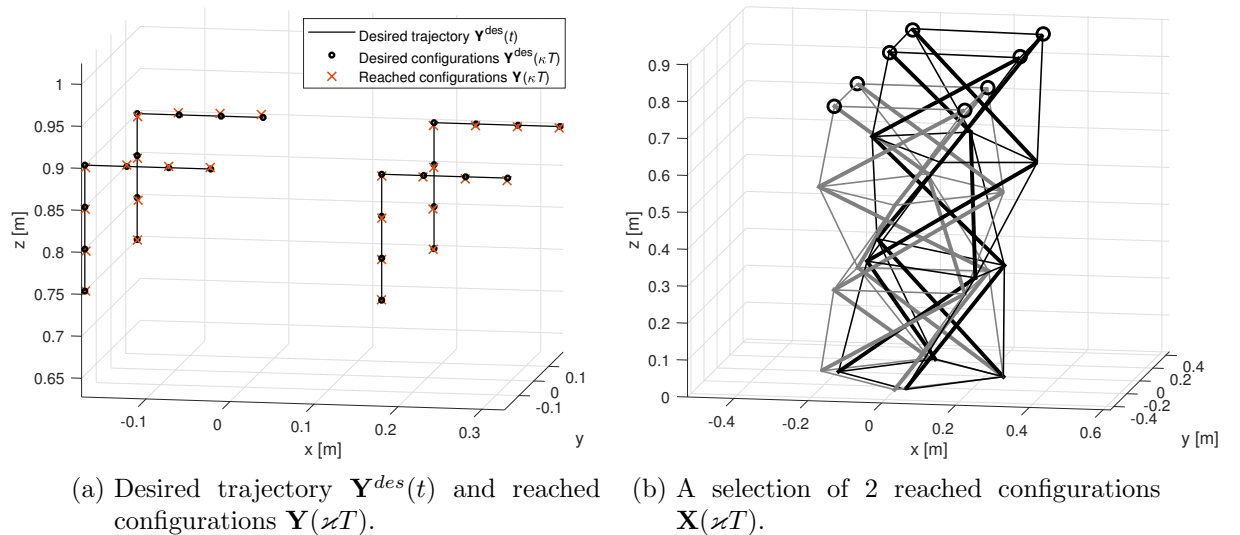 Desired trajectory Y^des(t)
Desired configurations Y^des(κT)
Reached configurations Y(κT)
1
0.95
0.9
0.85
0.8
0.75
0.7
0.65
z [m]
-0.1
0
0.1
0.2
0.3
x [m]
0.1
0
-0.1
y
0.9
0.8
0.7
0.6
0.5
0.4
0.3
0.2
0.1
0
z [m]
-0.4
-0.2
0
0.2
0.4
0.6
x [m]
0.4
0.2
0
-0.2
-0.4
y [m]
(a) Desired trajectory Y^des(t) and reached
configurations Y(ϰT).
(b) A selection of 2 reached configurations
X(ϰT).